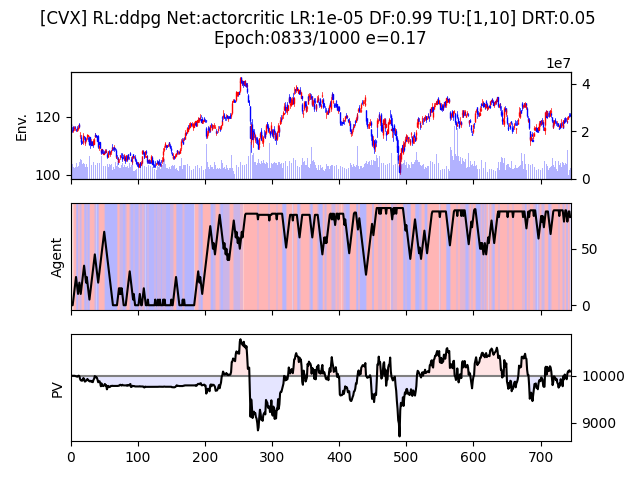 [CVX] RL:ddpg Net:actorcritic LR:1e-05 DF:0.99 TU:[1,10] DRT:0.05
Epoch:0833/1000 e=0.17
1e7
Env.
120
100
4
2
0
Agent
50
0
PV
10000
9000
0 100 200 300 400 500 600 700